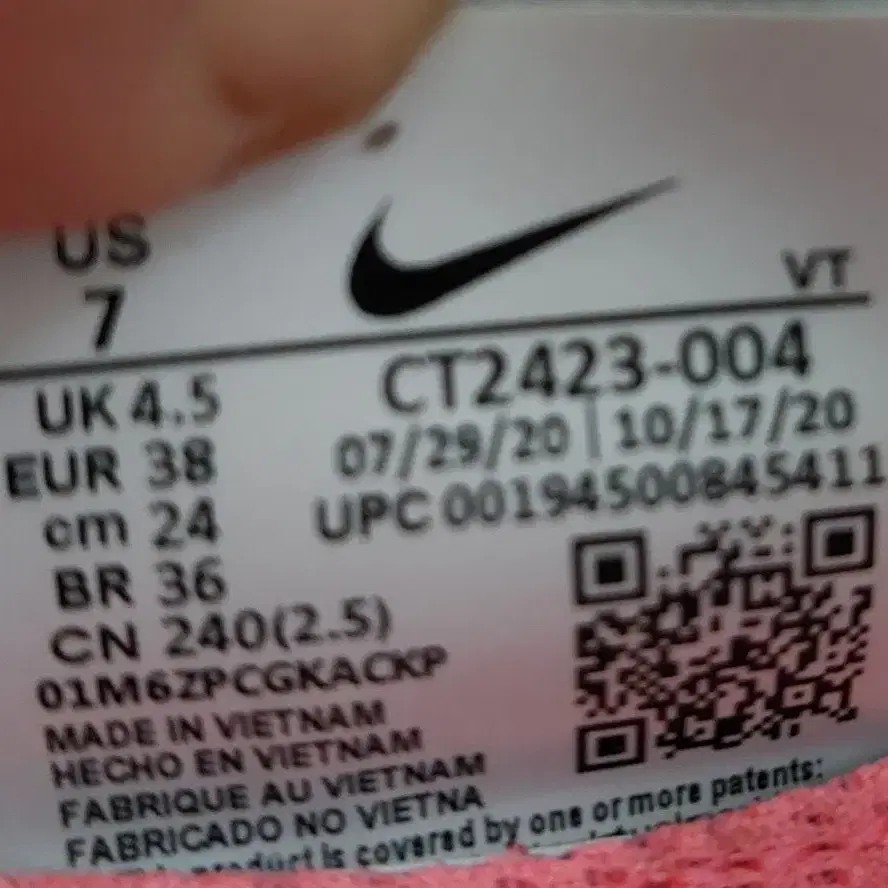 US
7
VT
UK 4.5
CT2423-004
EUR 38
07/29/20 | 10/17/20
cm 24
UPC 00194500845411
BR 36
CN 240(2.5)
01M6ZPCGKACKP
MADE IN VIETNAM
HECHO EN VIETNAM
FABRIQUE AU VIETNAM
FABRICADO NO VIETNA
product is covered by one or more patents: